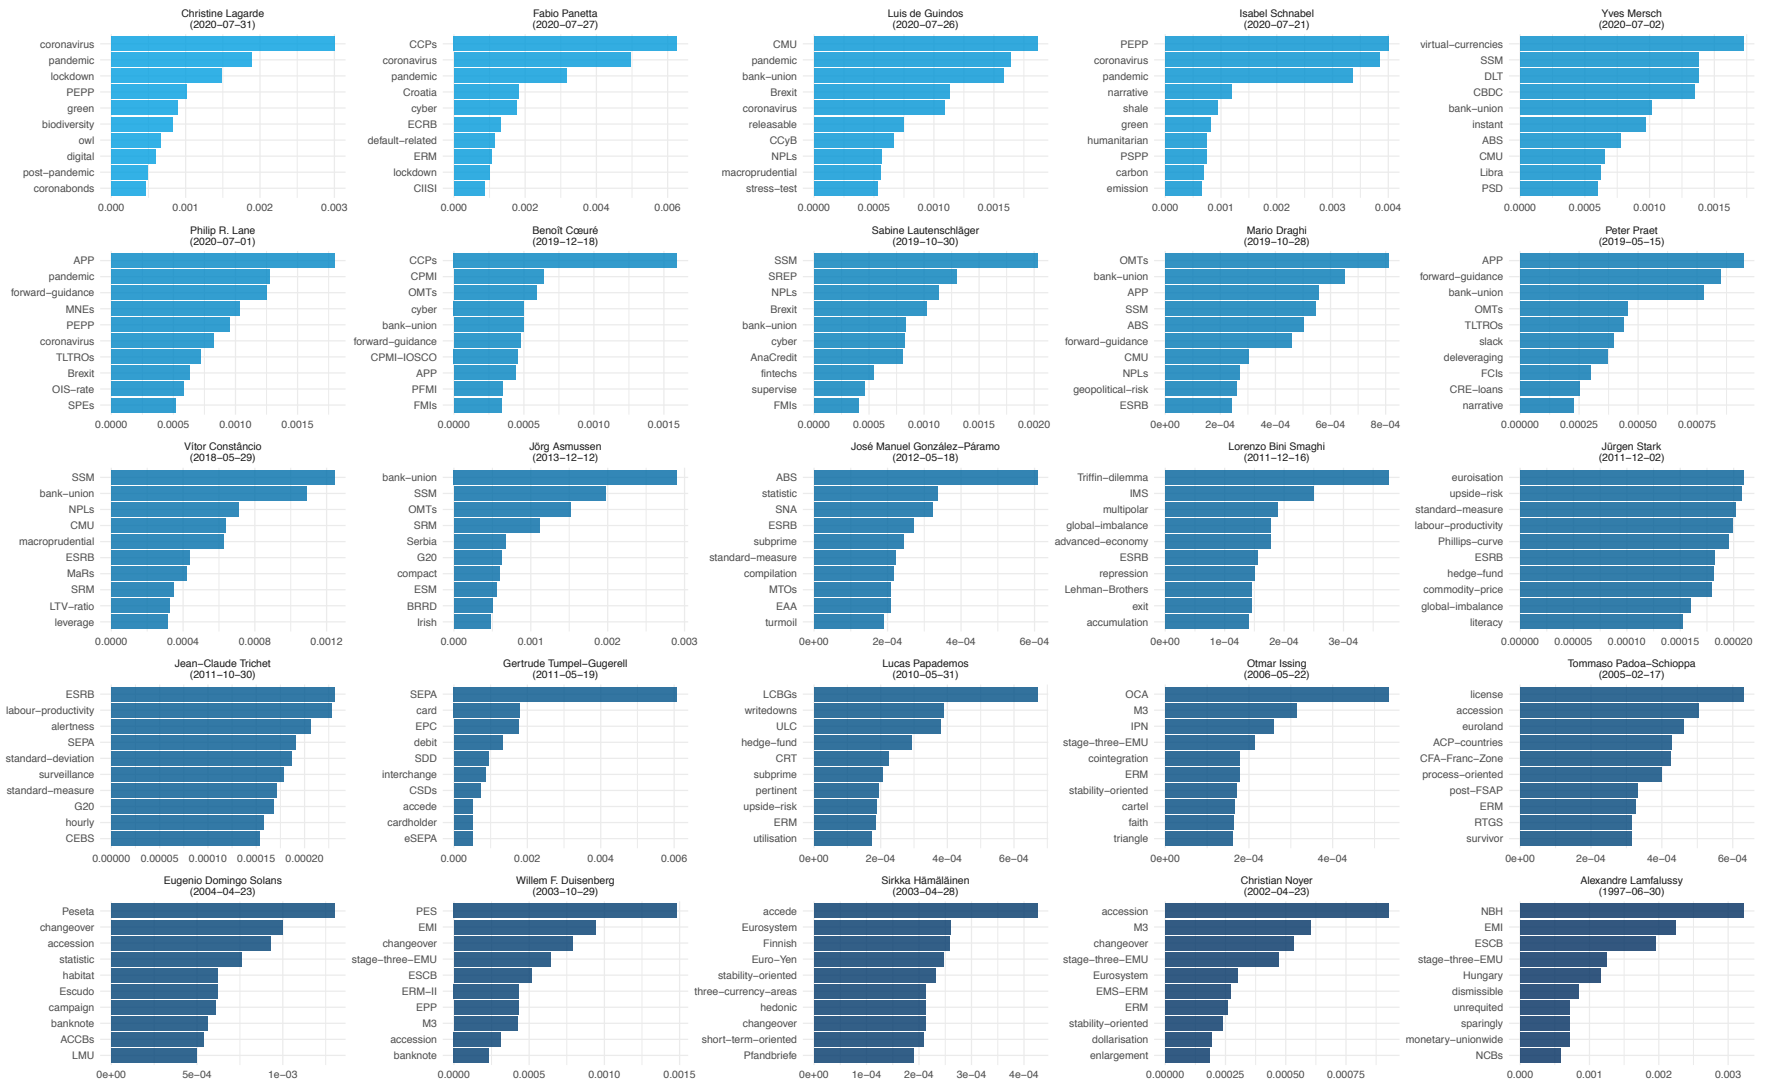 Christine Lagarde
(2020−07−31)
coronavirus
pandemic
lockdown
PEPP
green
biodiversity
owl
digital
post−pandemic
coronabonds
0.000 0.001 0.002 0.003
Fabio Panetta
(2020−07−27)
CCPs
coronavirus
pandemic
Croatia
cyber
ECRB
default−related
ERM
lockdown
CIISI
0.000 0.002 0.004 0.006
Luis de Guindos
(2020−07−26)
CMU
pandemic
bank−union
Brexit
coronavirus
releasable
CCyB
NPLs
macroprudential
stress−test
0.0000 0.0005 0.0010 0.0015
Isabel Schnabel
(2020−07−21)
PEPP
coronavirus
pandemic
narrative
shale
green
humanitarian
PSPP
carbon
emission
0.000 0.001 0.002 0.003 0.004
Yves Mersch
(2020−07−02)
virtual−currencies
SSM
DLT
CBDC
bank−union
instant
ABS
CMU
Libra
PSD
0.0000 0.0005 0.0010 0.0015
Philip R. Lane
(2020−07−01)
APP
pandemic
forward−guidance
MNEs
PEPP
coronavirus
TLTROs
Brexit
OIS−rate
SPEs
0.0000 0.0005 0.0010 0.0015
Benoît Cœuré
(2019−12−18)
CCPs
CPMI
OMTs
cyber
bank−union
forward−guidance
CPMI−IOSCO
APP
PFMI
FMIs
0.0000 0.0005 0.0010 0.0015
Sabine Lautenschläger
(2019−10−30)
SSM
SREP
NPLs
Brexit
bank−union
cyber
AnaCredit
fintechs
supervise
FMIs
0.0000 0.0005 0.0010 0.0015 0.0020
Mario Draghi
(2019−10−28)
OMTs
bank−union
APP
SSM
ABS
forward−guidance
CMU
NPLs
geopolitical−risk
ESRB
0e+00 2e−04 4e−04 6e−04 8e−04
Peter Praet
(2019−05−15)
APP
forward−guidance
bank−union
OMTs
TLTROs
slack
deleveraging
FCIs
CRE−loans
narrative
0.00000 0.00025 0.00050 0.00075
Vítor Constâncio
(2018−05−29)
SSM
bank−union
NPLs
CMU
macroprudential
ESRB
MaRs
SRM
LTV−ratio
leverage
0.0000 0.0004 0.0008 0.0012
Jörg Asmussen
(2013−12−12)
bank−union
SSM
OMTs
SRM
Serbia
G20
compact
ESM
BRRD
Irish
0.000 0.001 0.002 0.003
José Manuel González−Páramo
(2012−05−18)
ABS
statistic
SNA
ESRB
subprime
standard−measure
compilation
MTOs
EAA
turmoil
0e+00 2e−04 4e−04 6e−04
Lorenzo Bini Smaghi
(2011−12−16)
Triffin−dilemma
IMS
multipolar
global−imbalance
advanced−economy
ESRB
repression
Lehman−Brothers
exit
accumulation
0e+00 1e−04 2e−04 3e−04
Jürgen Stark
(2011−12−02)
euroisation
upside−risk
standard−measure
labour−productivity
Phillips−curve
ESRB
hedge−fund
commodity−price
global−imbalance
literacy
0.00000 0.00005 0.00010 0.00015 0.00020
Jean−Claude Trichet
(2011−10−30)
ESRB
labour−productivity
alertness
SEPA
standard−deviation
surveillance
standard−measure
G20
hourly
CEBS
0.00000 0.00005 0.00010 0.00015 0.00020
Gertrude Tumpel−Gugerell
(2011−05−19)
SEPA
card
EPC
debit
SDD
interchange
CSDs
accede
cardholder
eSEPA
0.000 0.002 0.004 0.006
Lucas Papademos
(2010−05−31)
LCBGs
writedowns
ULC
hedge−fund
CRT
subprime
pertinent
upside−risk
ERM
utilisation
0e+00 2e−04 4e−04 6e−04
Otmar Issing
(2006−05−22)
OCA
M3
IPN
stage−three−EMU
cointegration
ERM
stability−oriented
cartel
faith
triangle
0e+00 2e−04 4e−04
Tommaso Padoa−Schioppa
(2005−02−17)
license
accession
euroland
ACP−countries
CFA−Franc−Zone
process−oriented
post−FSAP
ERM
RTGS
survivor
0e+00 2e−04 4e−04 6e−04
Eugenio Domingo Solans
(2004−04−23)
Peseta
changeover
accession
statistic
habitat
Escudo
campaign
banknote
ACCBs
LMU
0e+00 5e−04 1e−03
Willem F. Duisenberg
(2003−10−29)
PES
EMI
changeover
stage−three−EMU
ESCB
ERM−II
EPP
M3
accession
banknote
0.0000 0.0005 0.0010 0.0015
Sirkka Hämäläinen
(2003−04−28)
accede
Eurosystem
Finnish
Euro−Yen
stability−oriented
three−currency−areas
hedonic
changeover
short−term−oriented
Pfandbriefe
0e+00 1e−04 2e−04 3e−04 4e−04
Christian Noyer
(2002−04−23)
accession
M3
changeover
stage−three−EMU
Eurosystem
EMS−ERM
ERM
stability−oriented
dollarisation
enlargement
0.00000 0.00025 0.00050 0.00075
Alexandre Lamfalussy
(1997−06−30)
NBH
EMI
ESCB
stage−three−EMU
Hungary
dismissible
unrequited
sparingly
monetary−unionwide
NCBs
0.000 0.001 0.002 0.003